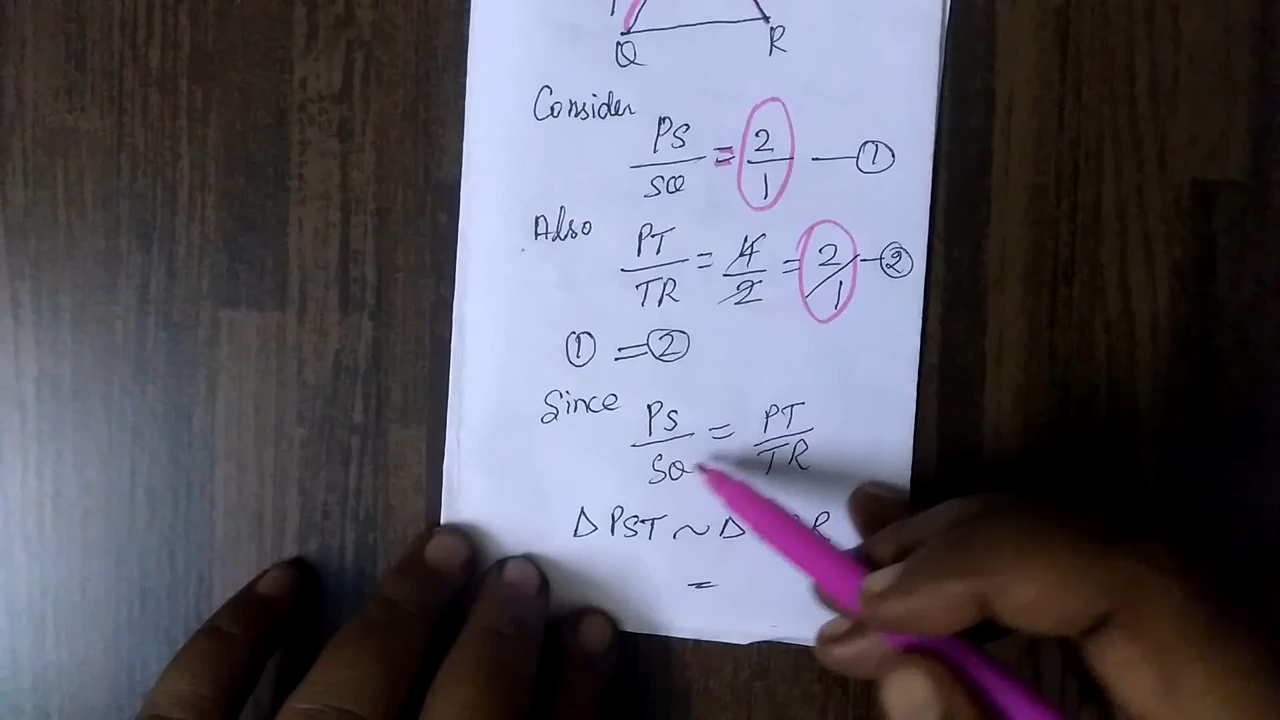 Q R
Consider
PS/SQ = 2/1 — ①
Also PT/TR = 4/2 = 2/1 — ②
① = ②
Since PS/SQ = PT/TR
Δ PST ~ Δ R
=